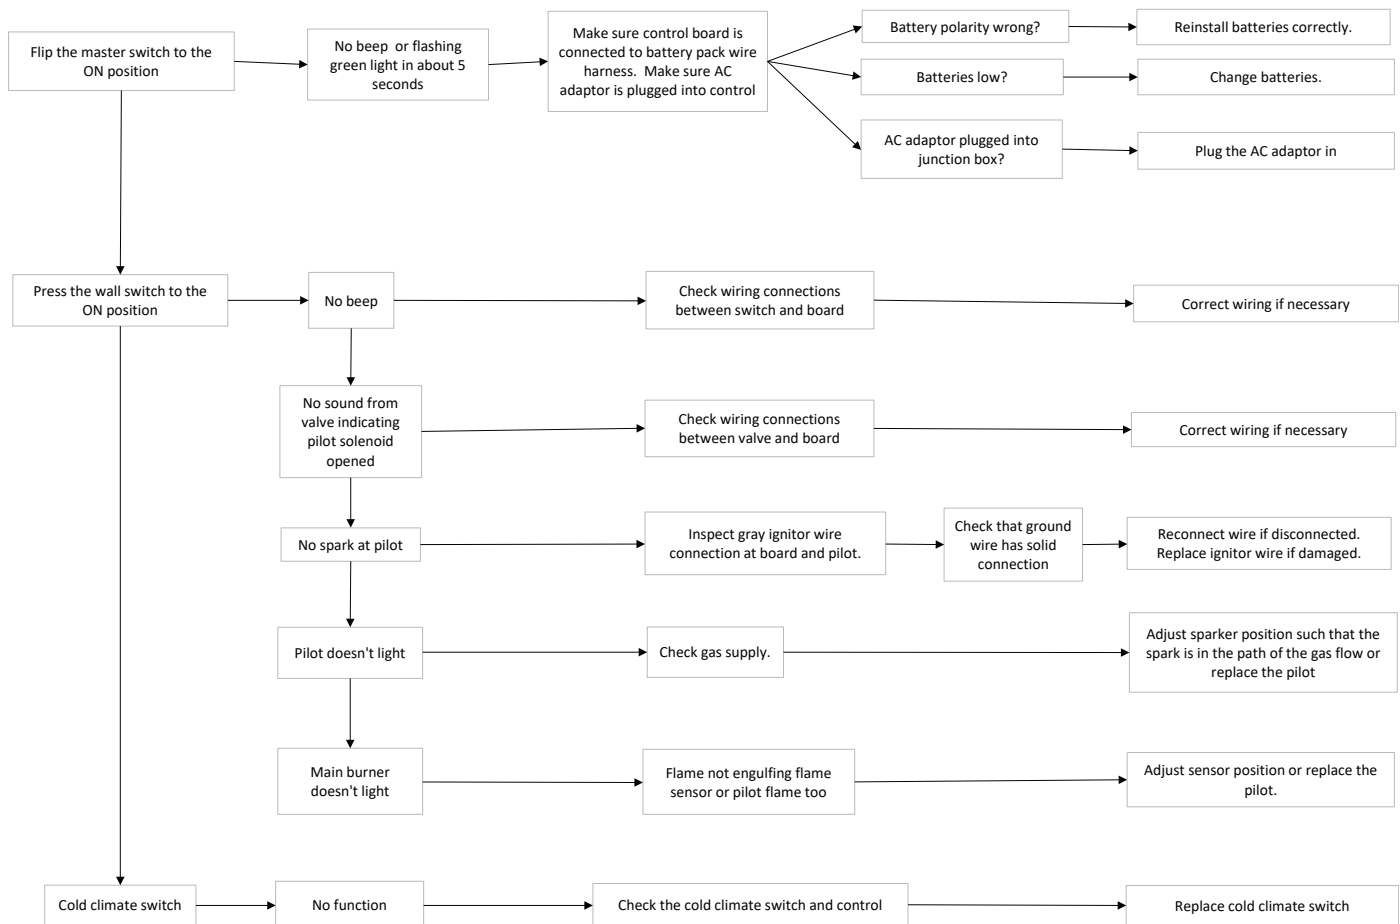 Flip the master switch to the
ON position
No beep or flashing
green light in about 5
seconds
Make sure control board is
connected to battery pack wire
harness. Make sure AC
adaptor is plugged into control
Battery polarity wrong?
Reinstall batteries correctly.
Batteries low?
Change batteries.
AC adaptor plugged into
junction box?
Plug the AC adaptor in
Press the wall switch to the
ON position
No beep
Check wiring connections
between switch and board
Correct wiring if necessary
No sound from
valve indicating
pilot solenoid
opened
Check wiring connections
between valve and board
Correct wiring if necessary
No spark at pilot
Inspect gray ignitor wire
connection at board and pilot.
Check that ground
wire has solid
connection
Reconnect wire if disconnected.
Replace ignitor wire if damaged.
Pilot doesn't light
Check gas supply.
Adjust sparker position such that the
spark is in the path of the gas flow or
replace the pilot
Main burner
doesn't light
Flame not engulfing flame
sensor or pilot flame too
Adjust sensor position or replace the
pilot.
Cold climate switch
No function
Check the cold climate switch and control
Replace cold climate switch